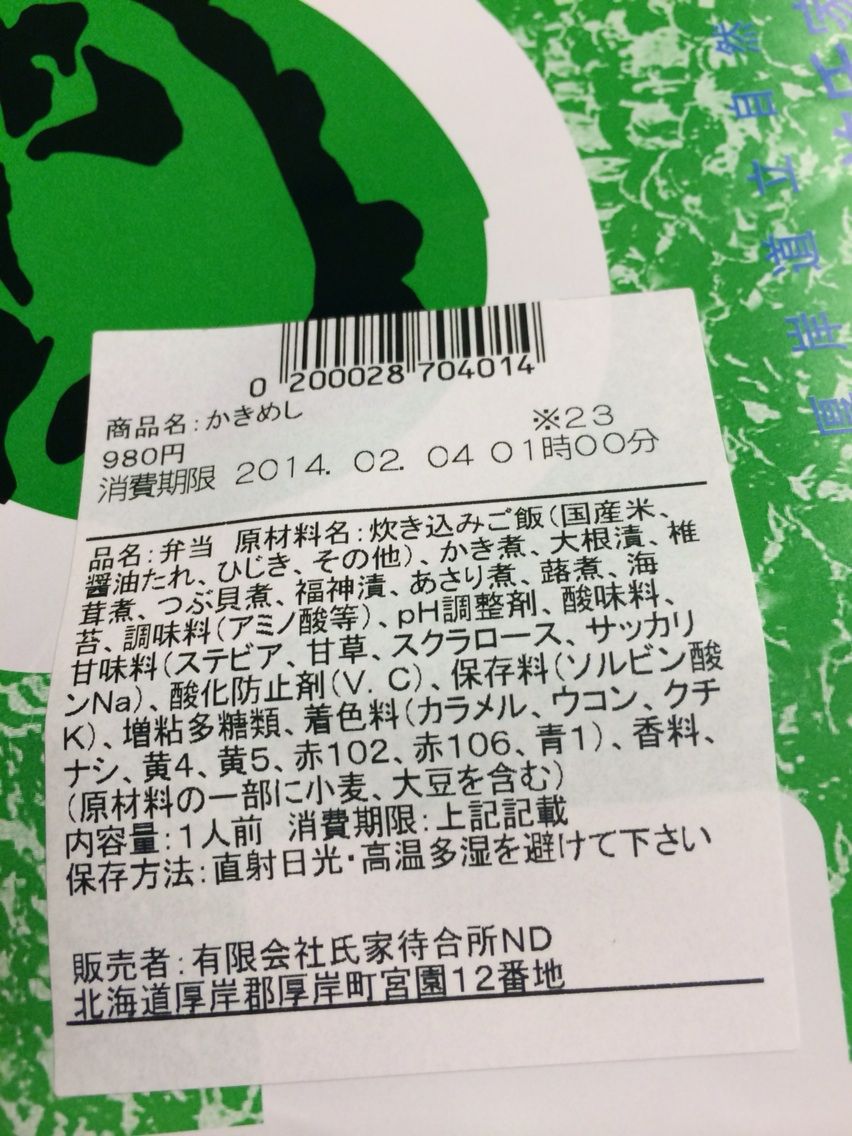 0 200028 704014
商品名:かきめし
※23
980円
消費期限 2014. 02. 04 01時00分
品名:弁当 原材料名:炊き込みご飯(国産米、
醤油たれ、ひじき、その他)、かき煮、大根漬、椎
茸煮、つぶ貝煮、福神漬、あさり煮、蕗煮、海
苔、調味料(アミノ酸等)、pH調整剤、酸味料、
甘味料(ステビア、甘草、スクラロース、サッカリ
ンNa)、酸化防止剤(V.C)、保存料(ソルビン酸
K)、増粘多糖類、着色料(カラメル、ウコン、クチ
ナシ、黄4、黄5、赤102、赤106、青1)、香料、
(原材料の一部に小麦、大豆を含む)
内容量:1人前 消費期限:上記記載
保存方法:直射日光・高温多湿を避けて下さい
販売者:有限会社氏家待合所ND
北海道厚岸郡厚岸町宮園12番地
厚岸道立自然